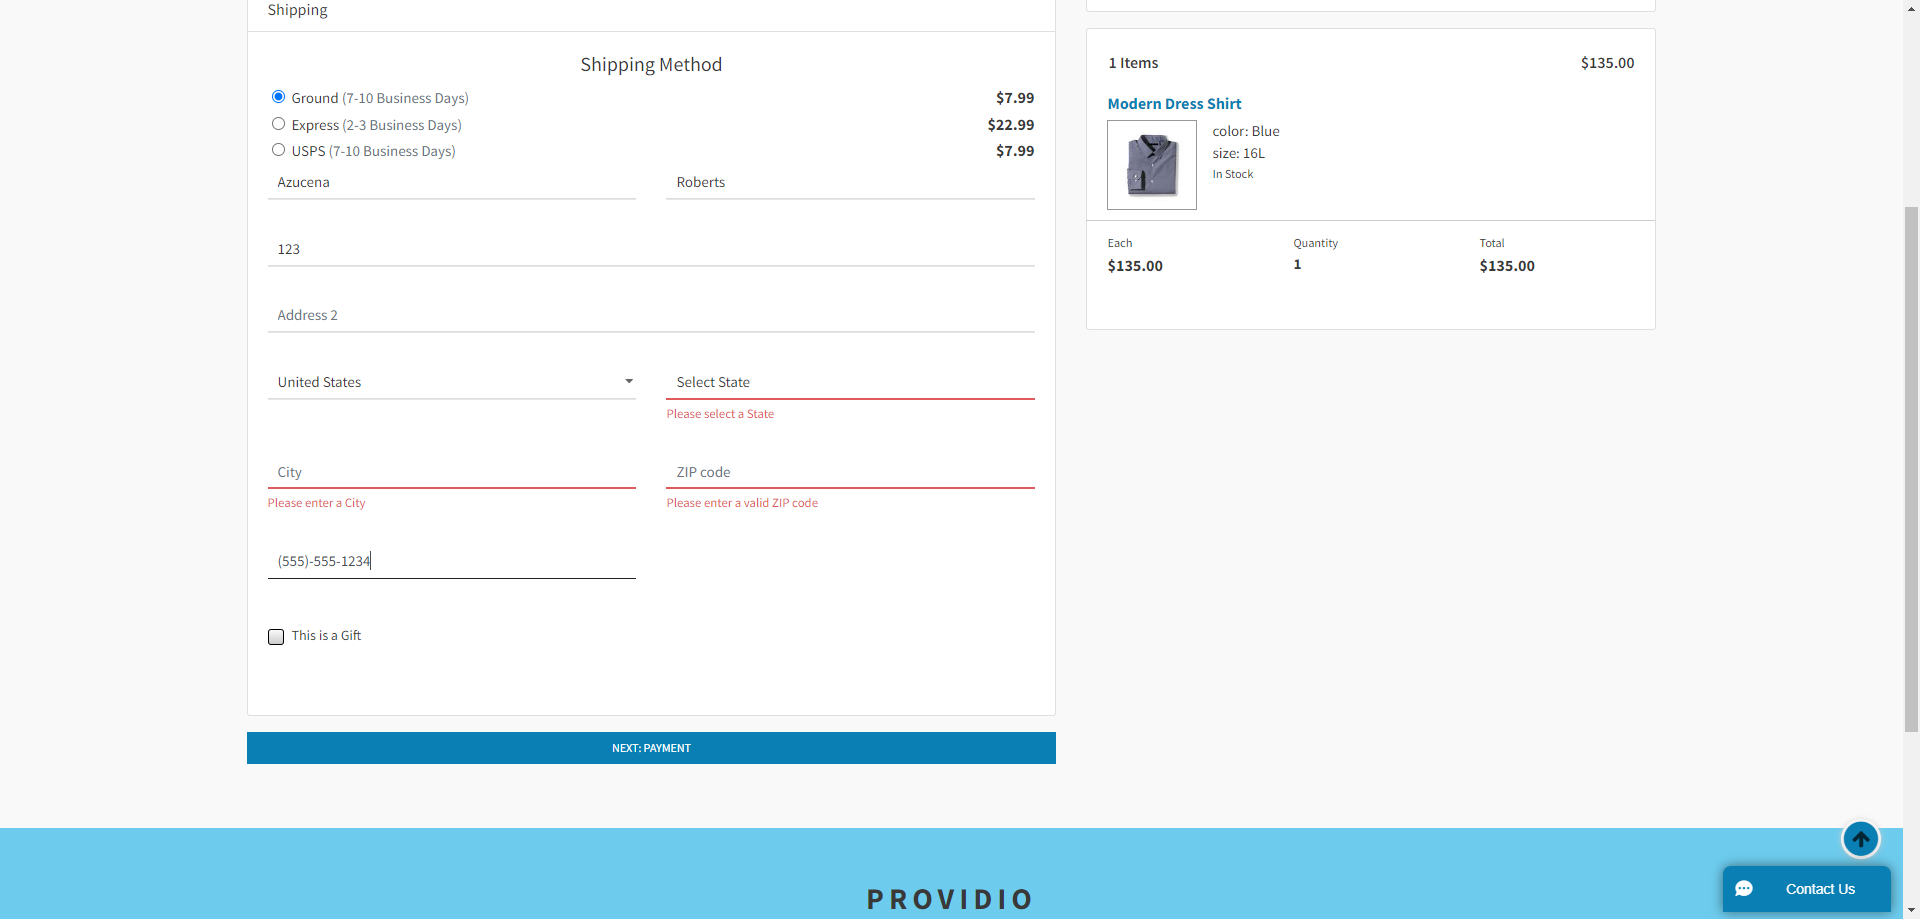 Shipping
Shipping Method
Ground (7-10 Business Days) $7.99
Express (2-3 Business Days) $22.99
USPS (7-10 Business Days) $7.99
Azucena Roberts
123
Address 2
United States Select State
Please select a State
City ZIP code
Please enter a City Please enter a valid ZIP code
(555)-555-1234
This is a Gift
NEXT: PAYMENT
1 Items $135.00
Modern Dress Shirt
color: Blue
size: 16L
In Stock
Each Quantity Total
$135.00 1 $135.00
PROVIDIO
Contact Us